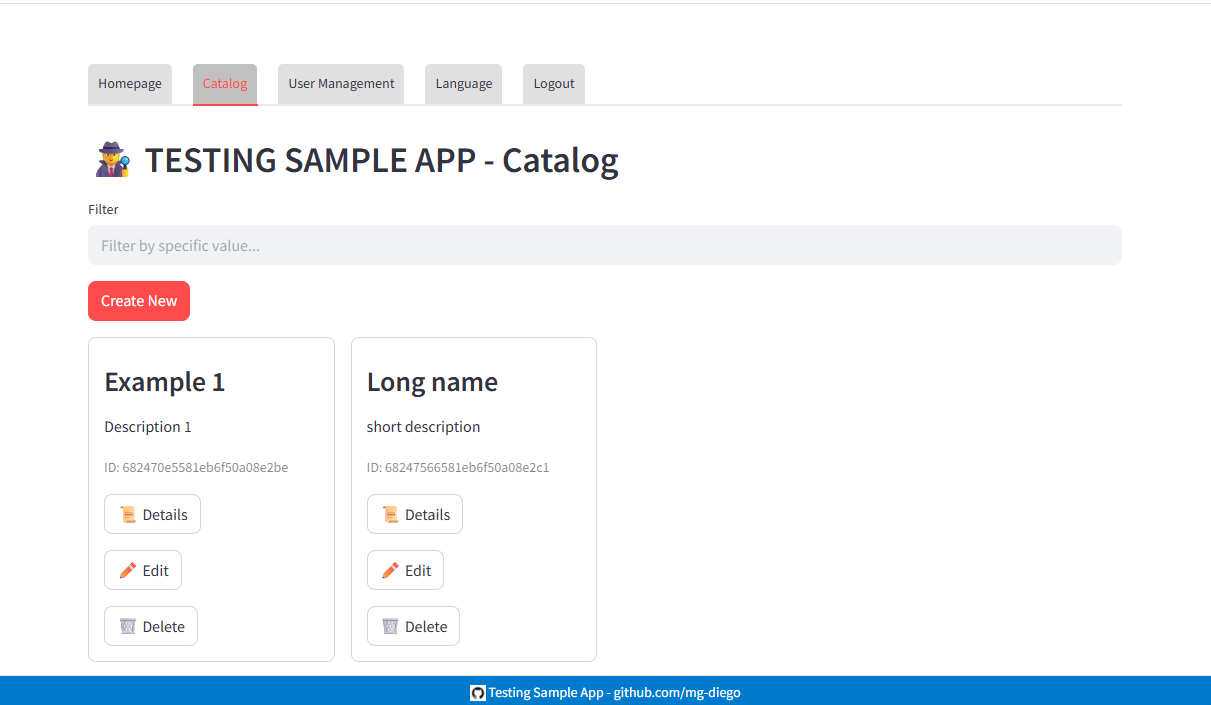 Homepage Catalog User Management Language Logout
TESTING SAMPLE APP - Catalog
Filter
Filter by specific value...
Create New
Example 1
Description 1
ID: 682470e5581eb6f50a08e2be
Details
Edit
Delete
Long name
short description
ID: 68247566581eb6f50a08e2c1
Details
Edit
Delete
Testing Sample App - github.com/mg-diego